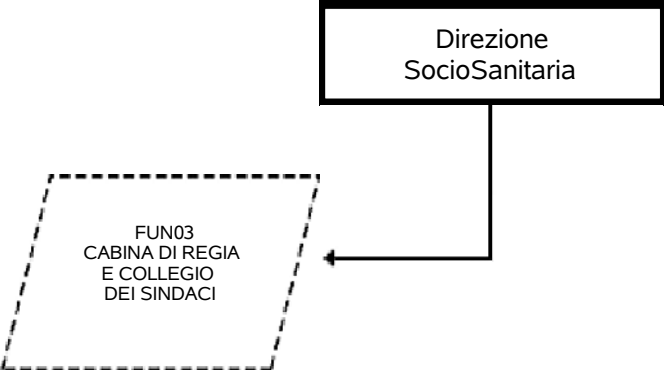 Direzione
SocioSanitaria
FUN03
CABINA DI REGIA
E COLLEGIO
DEI SINDACI